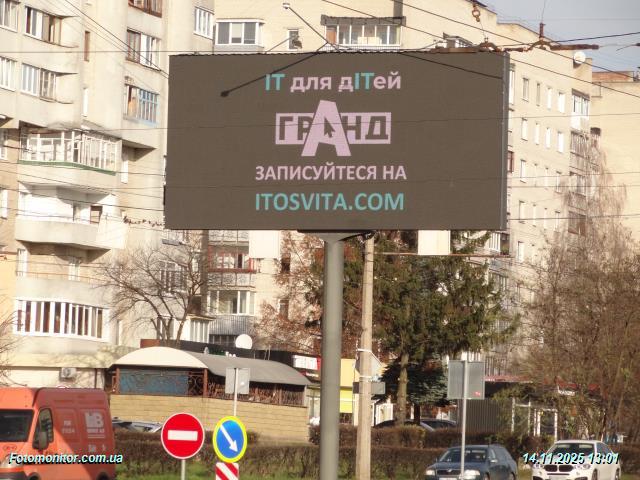 IT для дITей
ГРАНД
ЗАПИСУЙТЕСЯ НА
ITOSVITA.COM
Fotomonitor.com.ua
14.11.2025 13:01